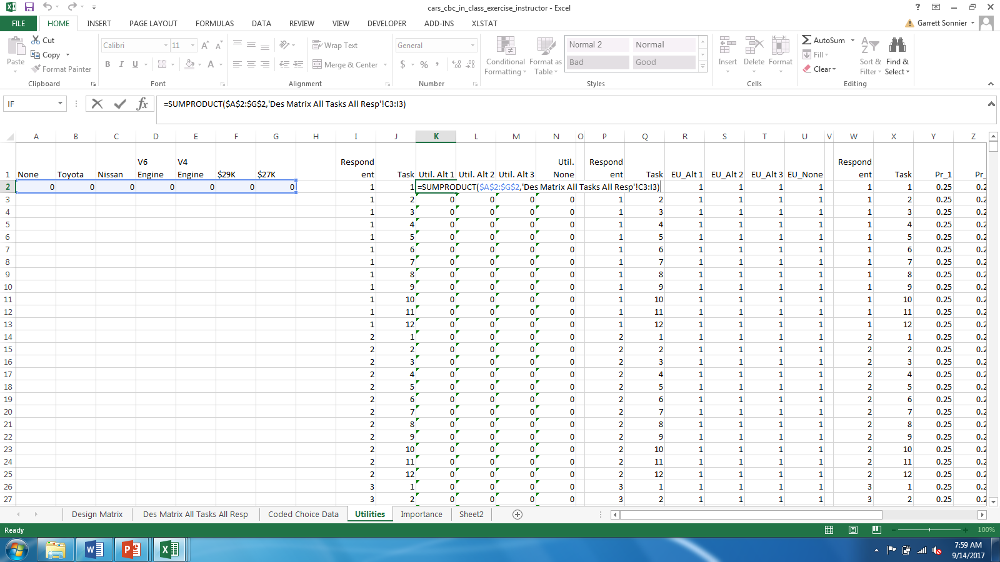 cars_cbc_in_class_exercise_instructor - Excel
FILE HOME INSERT PAGE LAYOUT FORMULAS DATA REVIEW VIEW DEVELOPER ADD-INS XLSTAT Garrett Sonnier
Paste Cut Copy Format Painter
Clipboard
Calibri 11
B I U A
Font
Wrap Text
Merge & Center
Alignment
General
$ % ,
Number
Conditional Formatting Format as Table
Normal 2 Normal
Bad Good
Styles
Insert Delete Format
Cells
AutoSum Fill Clear
Sort & Filter Find & Select
Editing
IF fx =SUMPRODUCT($A$2:$G$2,'Des Matrix All Tasks All Resp'!C3:I3)
A B C D E F G H I J K L M N O P Q R S T U V W X Y Z
1 None Toyota Nissan V6 Engine V4 Engine $29K $27K Respondent Task Util. Alt 1 Util. Alt 2 Util. Alt 3 Util. None Respondent Task EU_Alt 1 EU_Alt 2 EU_Alt 3 EU_None Respondent Task Pr_1 Pr_
2 0 0 0 0 0 0 0 1 1 =SUMPRODUCT($A$2:$G$2,'Des Matrix All Tasks All Resp'!C3:I3) 1 1 1 1 1 1 0.25 0.2
3 1 2 0 0 0 0 1 2 1 1 1 1 1 2 0.25 0.2
4 1 3 0 0 0 0 1 3 1 1 1 1 1 3 0.25 0.2
5 1 4 0 0 0 0 1 4 1 1 1 1 1 4 0.25 0.2
6 1 5 0 0 0 0 1 5 1 1 1 1 1 5 0.25 0.2
7 1 6 0 0 0 0 1 6 1 1 1 1 1 6 0.25 0.2
8 1 7 0 0 0 0 1 7 1 1 1 1 1 7 0.25 0.2
9 1 8 0 0 0 0 1 8 1 1 1 1 1 8 0.25 0.2
10 1 9 0 0 0 0 1 9 1 1 1 1 1 9 0.25 0.2
11 1 10 0 0 0 0 1 10 1 1 1 1 1 10 0.25 0.2
12 1 11 0 0 0 0 1 11 1 1 1 1 1 11 0.25 0.2
13 1 12 0 0 0 0 1 12 1 1 1 1 1 12 0.25 0.2
14 2 1 0 0 0 0 2 1 1 1 1 1 2 1 0.25 0.2
15 2 2 0 0 0 0 2 2 1 1 1 1 2 2 0.25 0.2
16 2 3 0 0 0 0 2 3 1 1 1 1 2 3 0.25 0.2
17 2 4 0 0 0 0 2 4 1 1 1 1 2 4 0.25 0.2
18 2 5 0 0 0 0 2 5 1 1 1 1 2 5 0.25 0.2
19 2 6 0 0 0 0 2 6 1 1 1 1 2 6 0.25 0.2
20 2 7 0 0 0 0 2 7 1 1 1 1 2 7 0.25 0.2
21 2 8 0 0 0 0 2 8 1 1 1 1 2 8 0.25 0.2
22 2 9 0 0 0 0 2 9 1 1 1 1 2 9 0.25 0.2
23 2 10 0 0 0 0 2 10 1 1 1 1 2 10 0.25 0.2
24 2 11 0 0 0 0 2 11 1 1 1 1 2 11 0.25 0.2
25 2 12 0 0 0 0 2 12 1 1 1 1 2 12 0.25 0.2
26 3 1 0 0 0 0 3 1 1 1 1 1 3 1 0.25 0.2
27 3 2 0 0 0 0 3 2 1 1 1 1 3 2 0.25 0.2
Design Matrix Des Matrix All Tasks All Resp Coded Choice Data Utilities Importance Sheet2
Ready 100%
7:59 AM
9/14/2017